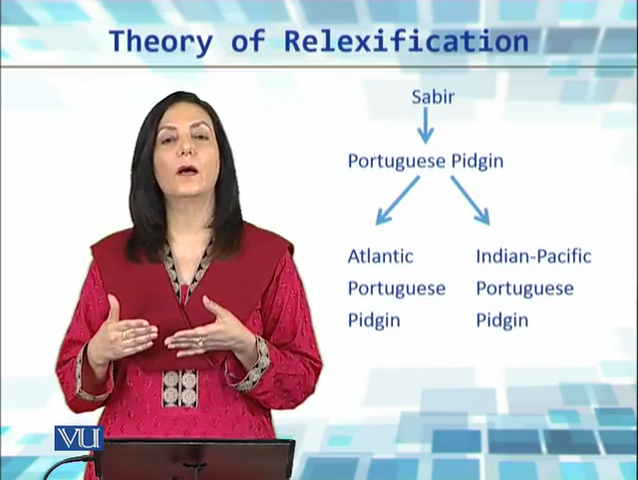 Theory of Relexification
Sabir
Portuguese Pidgin
Atlantic
Portuguese
Pidgin
Indian-Pacific
Portuguese
Pidgin
VU